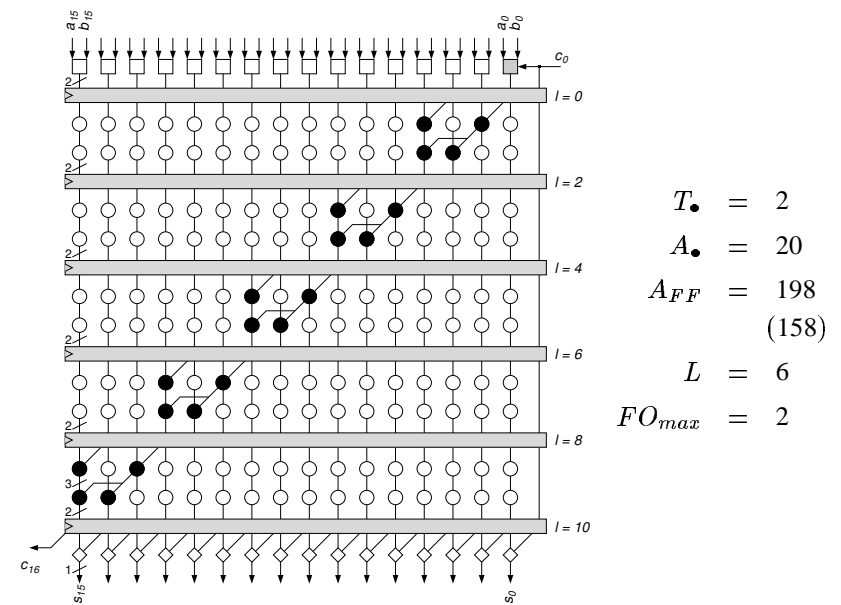 a15 b15 a0 b0
c0
2
l = 0
2
l = 2
2
l = 4
2
l = 6
2
l = 8
3
2
l = 10
c16
1
s15 s0
T• = 2
A• = 20
AFF = 198
(158)
L = 6
FOmax = 2